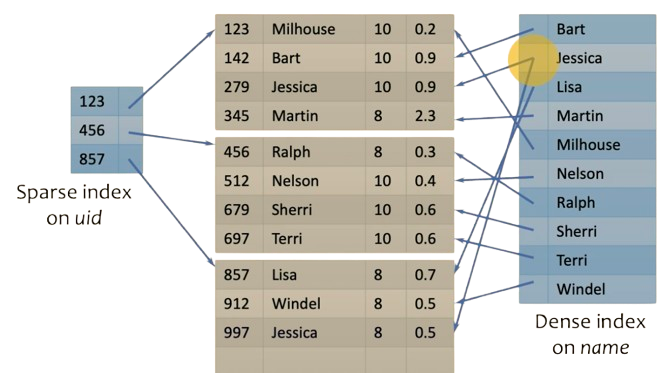 123
456
857
Sparse index
on uid
123 Milhouse 10 0.2
142 Bart 10 0.9
279 Jessica 10 0.9
345 Martin 8 2.3
456 Ralph 8 0.3
512 Nelson 10 0.4
679 Sherri 10 0.6
697 Terri 10 0.6
857 Lisa 8 0.7
912 Windel 8 0.5
997 Jessica 8 0.5
Bart
Jessica
Lisa
Martin
Milhouse
Nelson
Ralph
Sherri
Terri
Windel
Dense index
on name